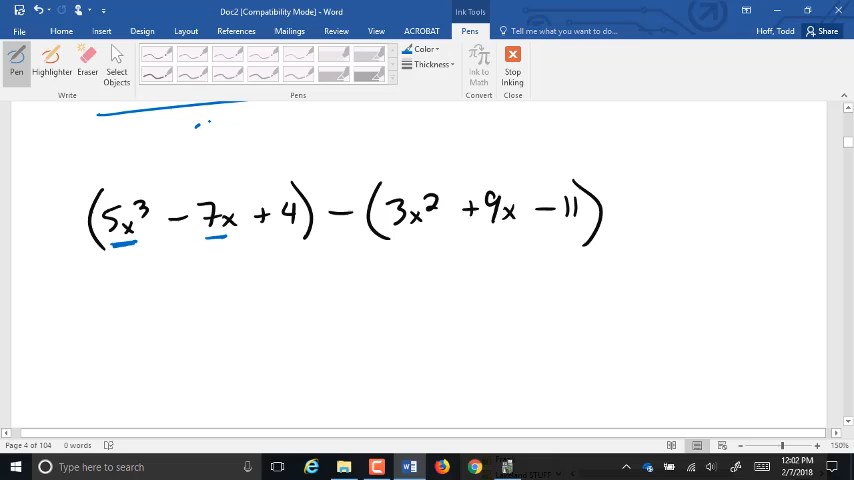 Doc2 [Compatibility Mode] - Word
Ink Tools
Hoff, Todd
File Home Insert Design Layout References Mailings Review View ACROBAT Pens Tell me what you want to do... Share
Pen Highlighter Eraser Select Objects
Color
Thickness
Ink to Math
Stop Inking
Write Pens Convert Close
(5x³ - 7x + 4) - (3x² + 9x - 11)
Page 4 of 104 0 words 150%
Type here to search
STUFF
12:02 PM
2/7/2018